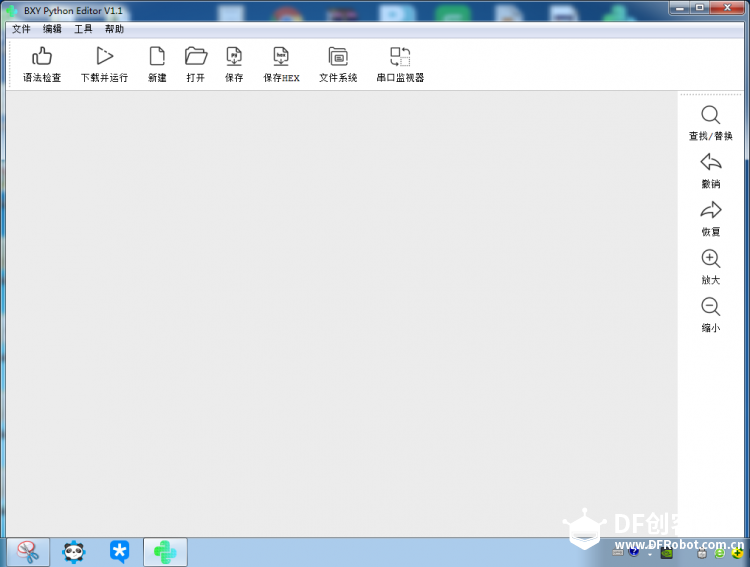 BXY Python Editor V1.1
文件 编辑 工具 帮助
语法检查 下载并运行 新建 打开 保存 保存HEX 文件系统 串口监视器
查找/替换
撤销
恢复
放大
缩小
DF创客
www.DFRobot.com.cn